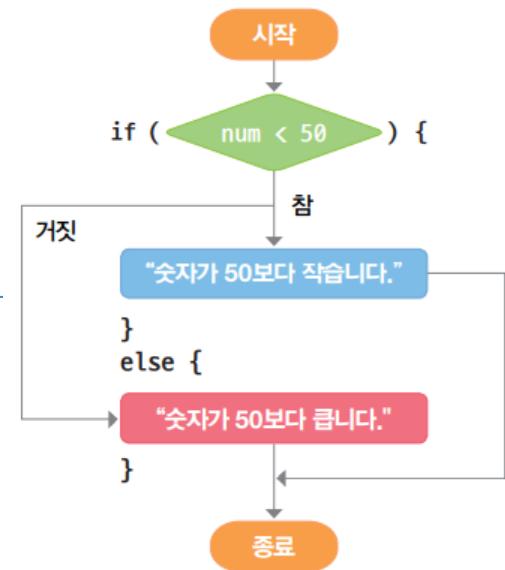 시작
if ( num < 50 ) {
참
거짓
“숫자가 50보다 작습니다.”
}
else {
“숫자가 50보다 큽니다."
}
종료